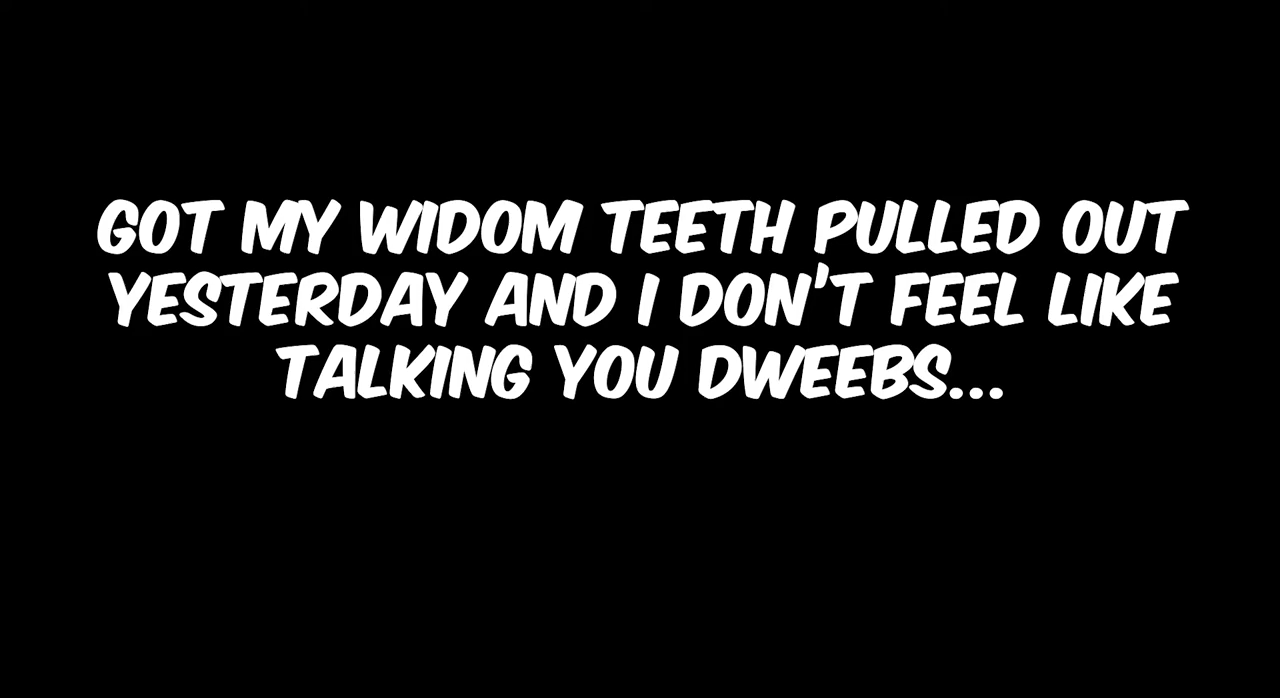 GOT MY WIDOM TEETH PULLED OUT
YESTERDAY AND I DON'T FEEL LIKE
TALKING YOU DWEEBS...